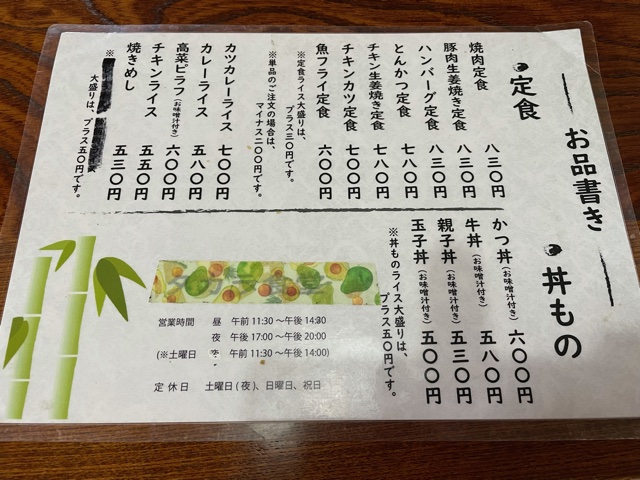 お品書き
定食
焼肉定食 八三〇円
豚肉生姜焼き定食 八三〇円
ハンバーグ定食 八三〇円
とんかつ定食 七八〇円
チキン生姜焼き定食 七八〇円
チキンカツ定食 七〇〇円
魚フライ定食 六〇〇円
※定食ライス大盛りは、
プラス三〇円です。
※単品のご注文の場合は、
マイナス二〇〇円です。
カツカレーライス 七〇〇円
カレーライス 五八〇円
高菜ピラフ(お味噌汁付き) 六〇〇円
チキンライス 五五〇円
焼きめし 五三〇円
※
大盛りは、プラス五〇円です。
丼もの
かつ丼(お味噌汁付き) 六〇〇円
牛丼(お味噌汁付き) 五八〇円
親子丼(お味噌汁付き) 五三〇円
玉子丼(お味噌汁付き) 五〇〇円
※丼ものライス大盛りは、
プラス五〇円です。
営業時間 昼 午前 11:30 ～午後 14:30
夜 午後 17:00 ～午後 20:00
(※土曜日 午前 11:30 ～午後 14:00)
定休日 土曜日(夜)、日曜日、祝日